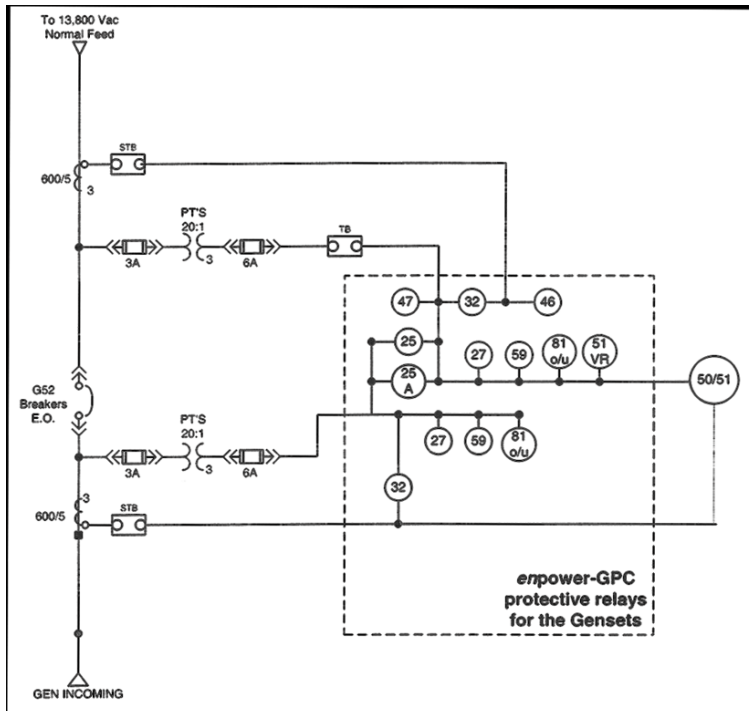 To 13,800 Vac
Normal Feed
STB
600/5
3
PT'S
20:1
TB
3A
3
6A
47
32
46
25
27
59
81
o/u
51
VR
25
A
50/51
G52
Breakers
E.O.
PT'S
20:1
27
59
81
o/u
3A
3
6A
32
3
600/5
STB
enpower-GPC
protective relays
for the Gensets
GEN INCOMING